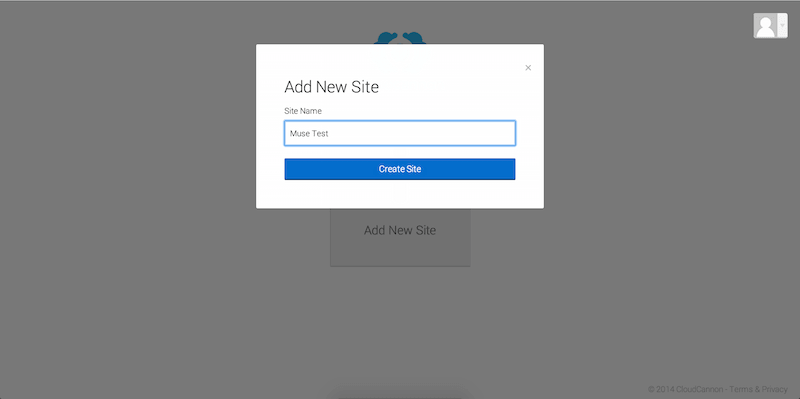 ×
Add New Site
Site Name
Muse Test
Create Site
Add New Site
© 2014 CloudCannon - Terms & Privacy